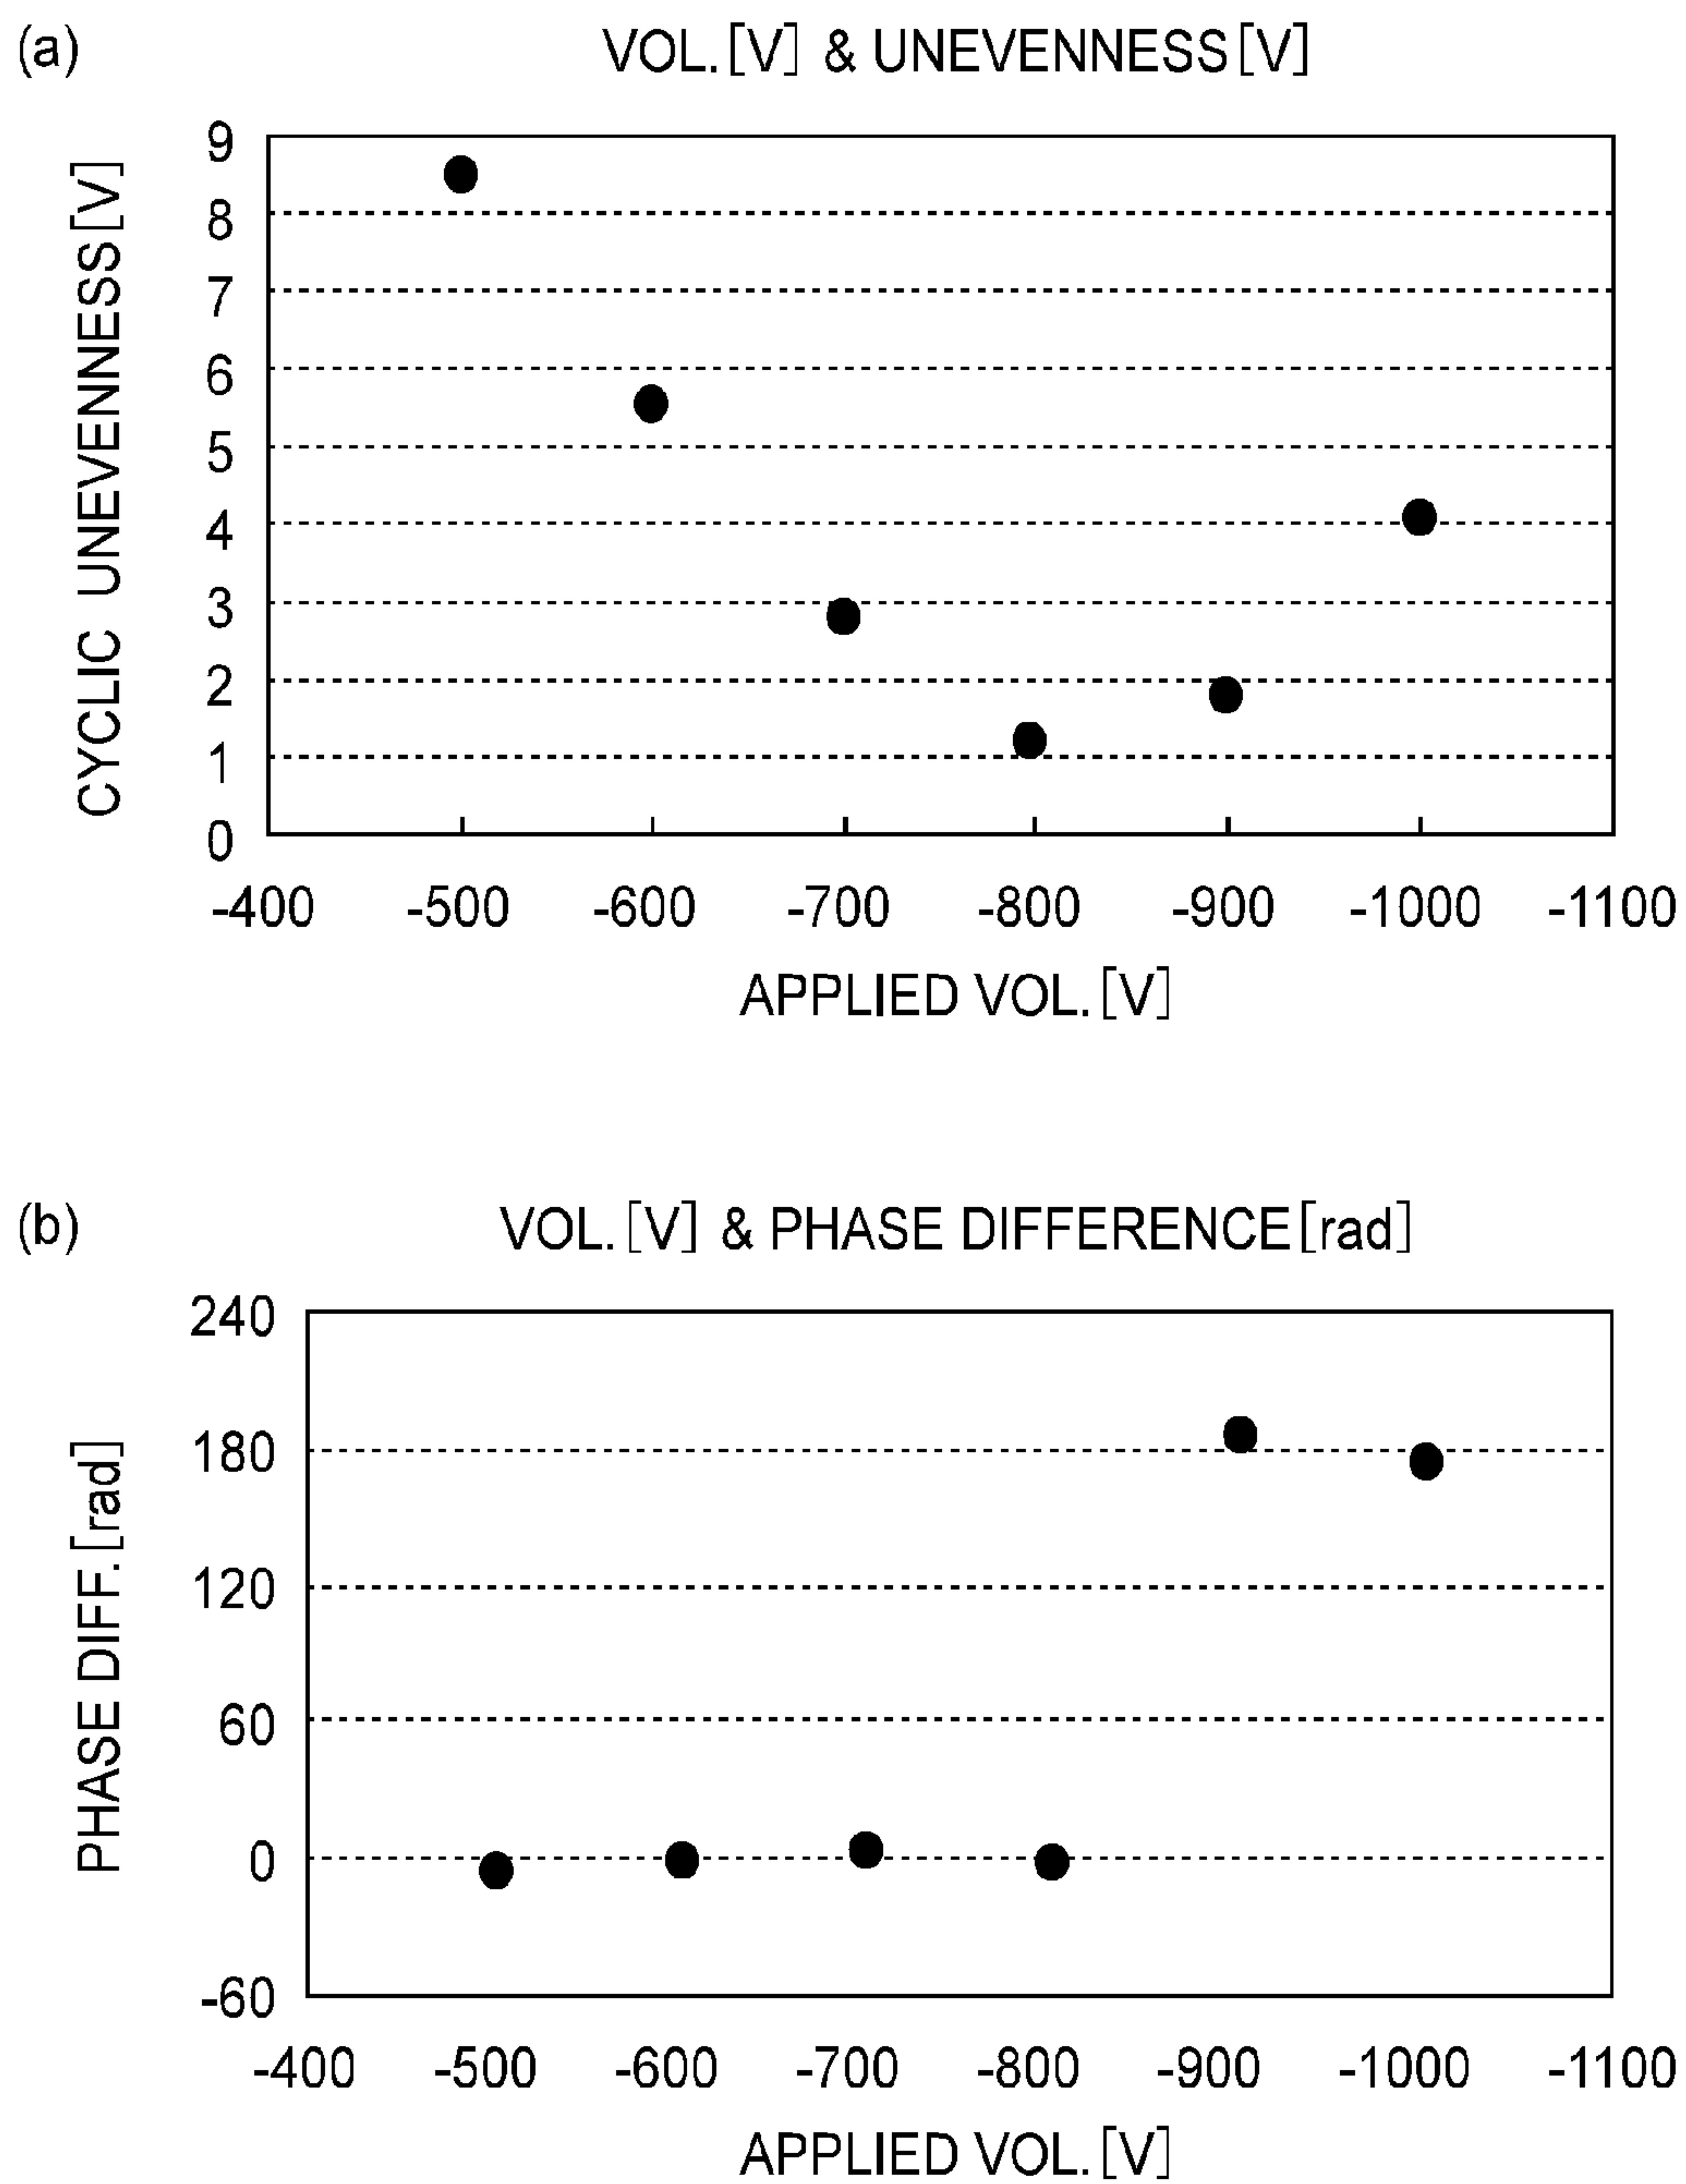 (a)
VOL.[V] & UNEVENNESS[V]
CYCLIC UNEVENNESS[V]
9
8
7
6
5
4
3
2
1
0
-400 -500 -600 -700 -800 -900 -1000 -1100
APPLIED VOL.[V]
(b)
VOL.[V] & PHASE DIFFERENCE[rad]
PHASE DIFF.[rad]
240
180
120
60
0
-60
-400 -500 -600 -700 -800 -900 -1000 -1100
APPLIED VOL.[V]